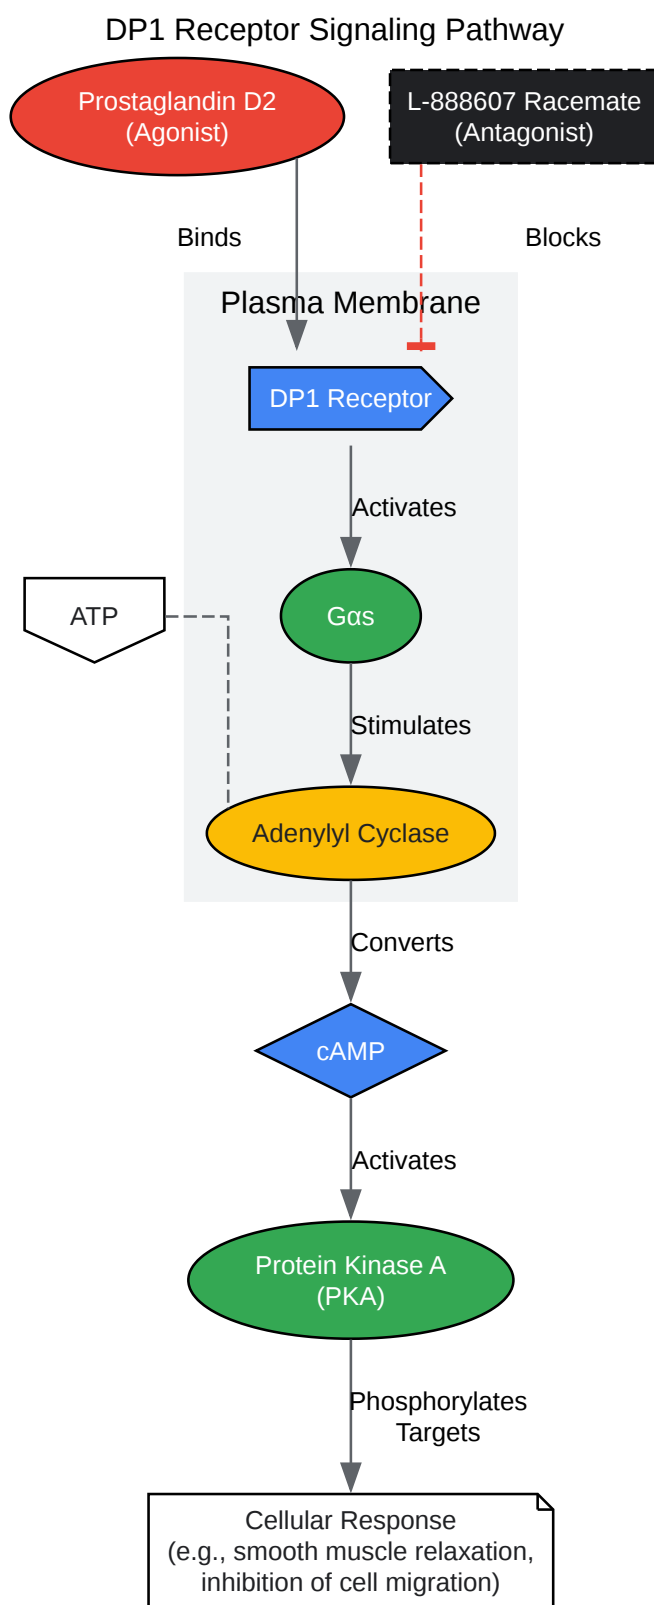 DP1 Receptor Signaling Pathway
Prostaglandin D2
(Agonist)
L-888607 Racemate
(Antagonist)
Binds
Blocks
Plasma Membrane
DP1 Receptor
Activates
ATP
Gαs
Stimulates
Adenylyl Cyclase
Converts
cAMP
Activates
Protein Kinase A
(PKA)
Phosphorylates
Targets
Cellular Response
(e.g., smooth muscle relaxation,
inhibition of cell migration)